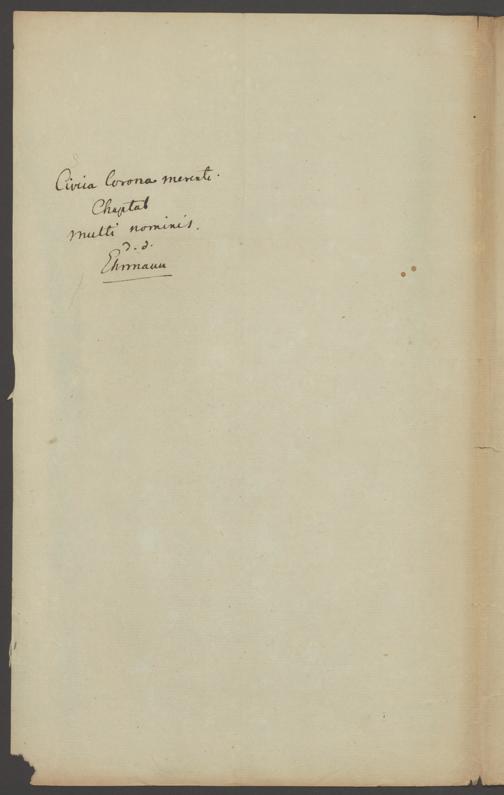 Civica Corona merenti.
Chaptal
multi nominis.
d. d.
Ehrmann